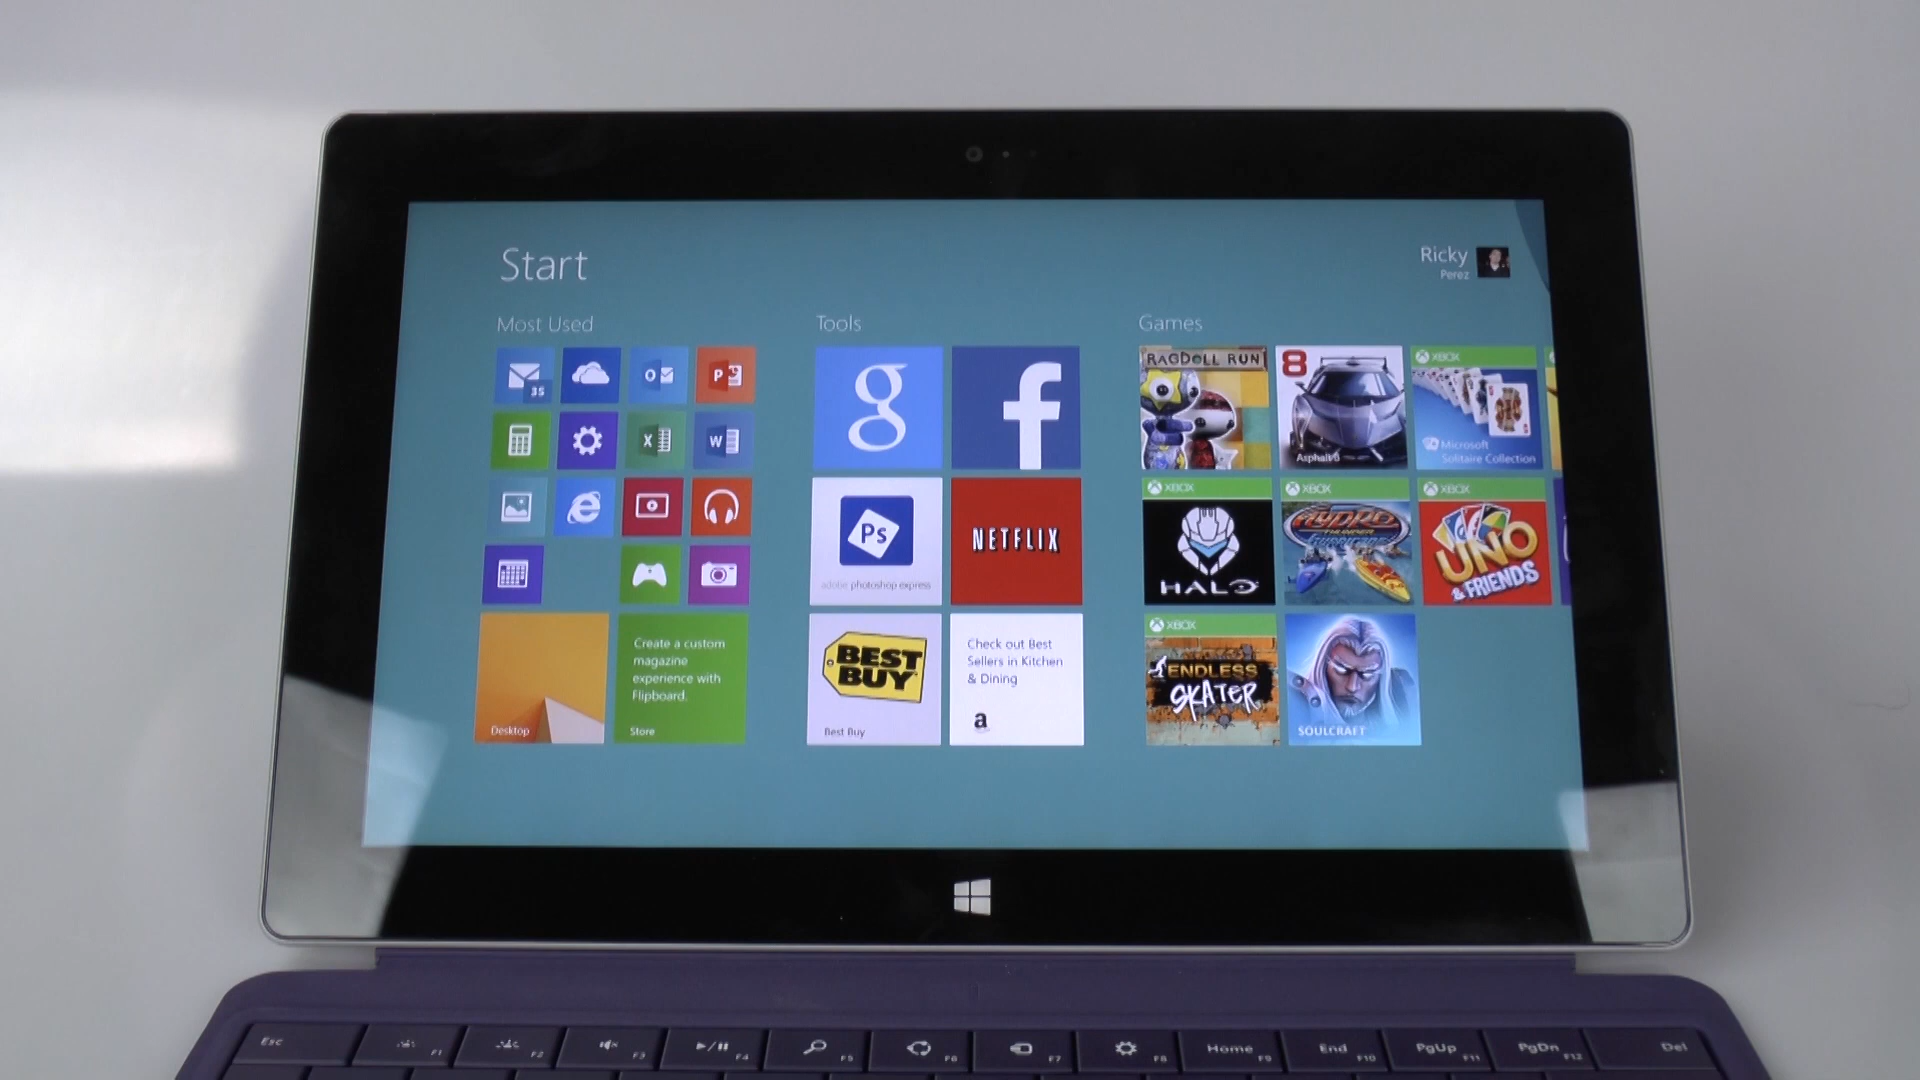 Start
Ricky
Perez
Most Used
35
O
P
X
W
Desktop
Create a custom
magazine
experience with
Flipboard.
Store
Tools
g
f
Ps
adobe photoshop express
NETFLIX
BEST
BUY
Best Buy
Check out Best
Sellers in Kitchen
& Dining
a
Games
RAGDOLL RUN
8
Asphalt 8
XBOX
Microsoft
Solitaire Collection
XBOX
HALO
XBOX
HYDRO
THUNDER
HURRICANE
XBOX
UNO
& FRIENDS
XBOX
ENDLESS
SKATER
SOULCRAFT
Esc
F1
F2
F3
F4
F5
F6
F7
F8
Home F9
End F10
PgUp F11
PgDn F12
Del